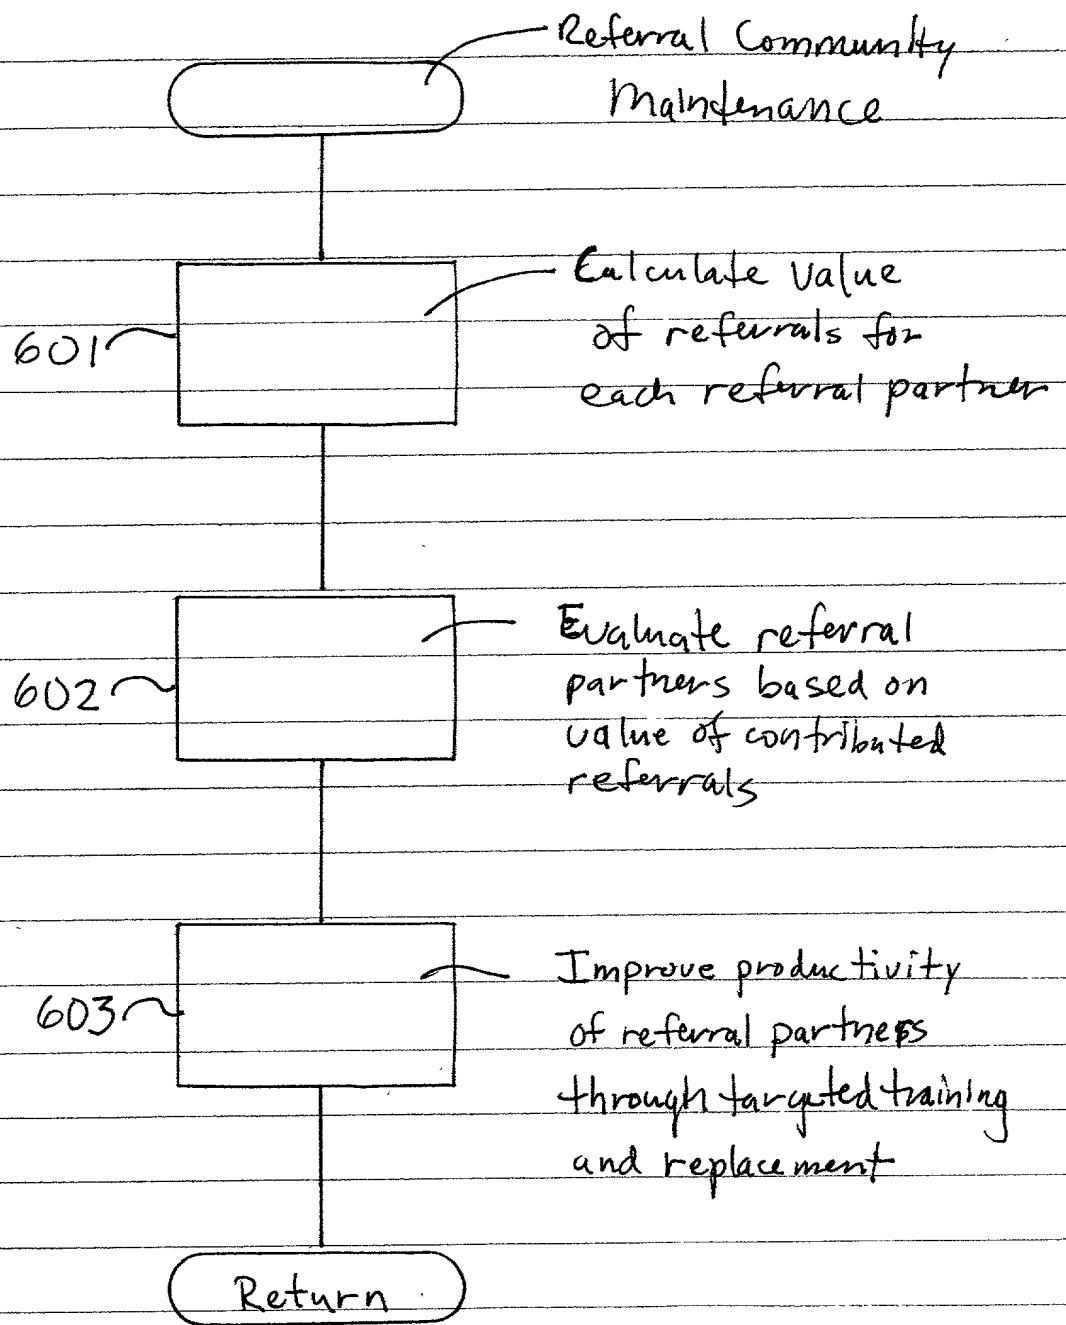 Referral Community
Maintenance
Calculate value
of referrals for
each referral partner
601
Evaluate referral
partners based on
value of contributed
referrals
602
Improve productivity
of referral partners
through targeted training
and replacement
603
Return